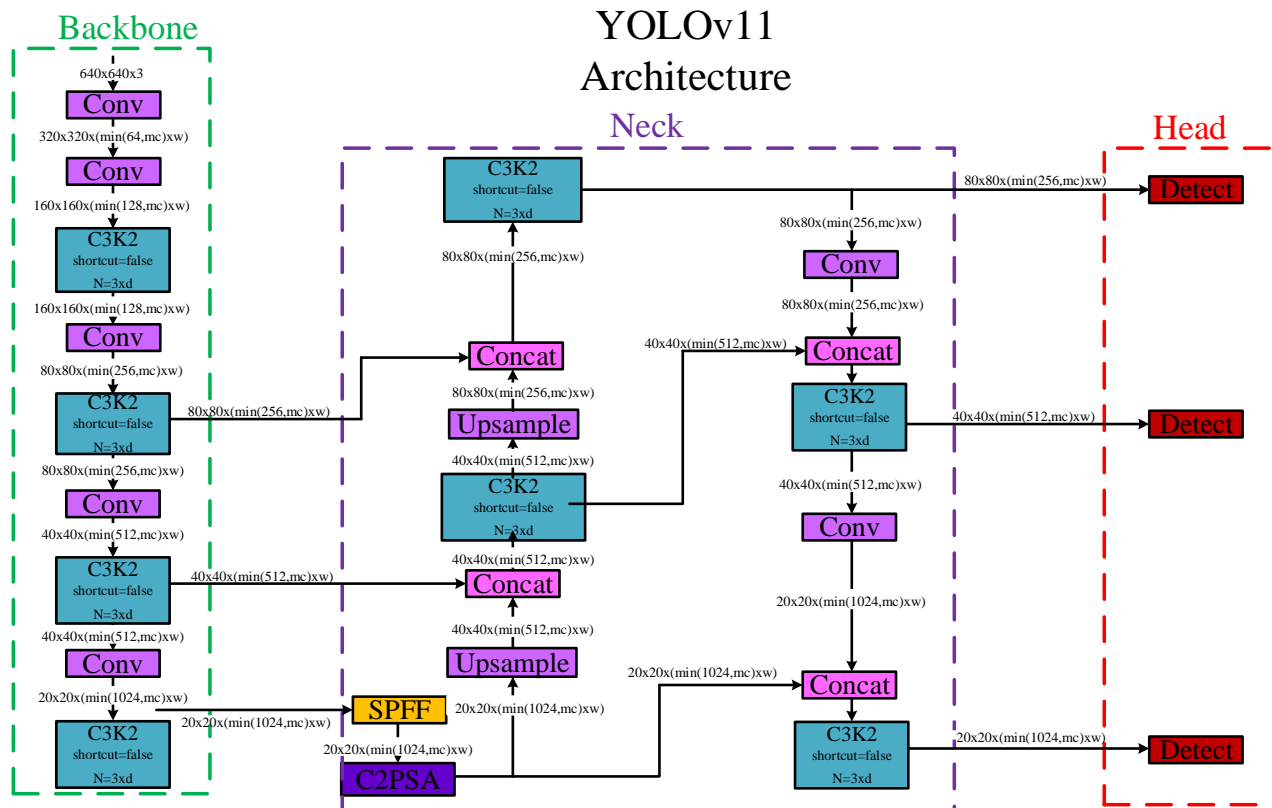 YOLOv11
Architecture
Backbone
640x640x3
Conv
320x320x(min(64,mc)xw)
Conv
160x160x(min(128,mc)xw)
C3K2
shortcut=false
N=3xd
160x160x(min(128,mc)xw)
Conv
80x80x(min(256,mc)xw)
C3K2
shortcut=false
N=3xd
80x80x(min(256,mc)xw)
80x80x(min(256,mc)xw)
Conv
40x40x(min(512,mc)xw)
C3K2
shortcut=false
N=3xd
40x40x(min(512,mc)xw)
40x40x(min(512,mc)xw)
Conv
20x20x(min(1024,mc)xw)
20x20x(min(1024,mc)xw)
C3K2
shortcut=false
N=3xd
Neck
C3K2
shortcut=false
N=3xd
80x80x(min(256,mc)xw)
Concat
80x80x(min(256,mc)xw)
Upsample
40x40x(min(512,mc)xw)
C3K2
shortcut=false
N=3xd
40x40x(min(512,mc)xw)
Concat
40x40x(min(512,mc)xw)
Upsample
20x20x(min(1024,mc)xw)
SPFF
20x20x(min(1024,mc)xw)
C2PSA
80x80x(min(256,mc)xw)
80x80x(min(256,mc)xw)
Conv
80x80x(min(256,mc)xw)
40x40x(min(512,mc)xw)
Concat
C3K2
shortcut=false
N=3xd
40x40x(min(512,mc)xw)
40x40x(min(512,mc)xw)
Conv
20x20x(min(1024,mc)xw)
20x20x(min(1024,mc)xw)
Concat
C3K2
shortcut=false
N=3xd
20x20x(min(1024,mc)xw)
Head
Detect
Detect
Detect